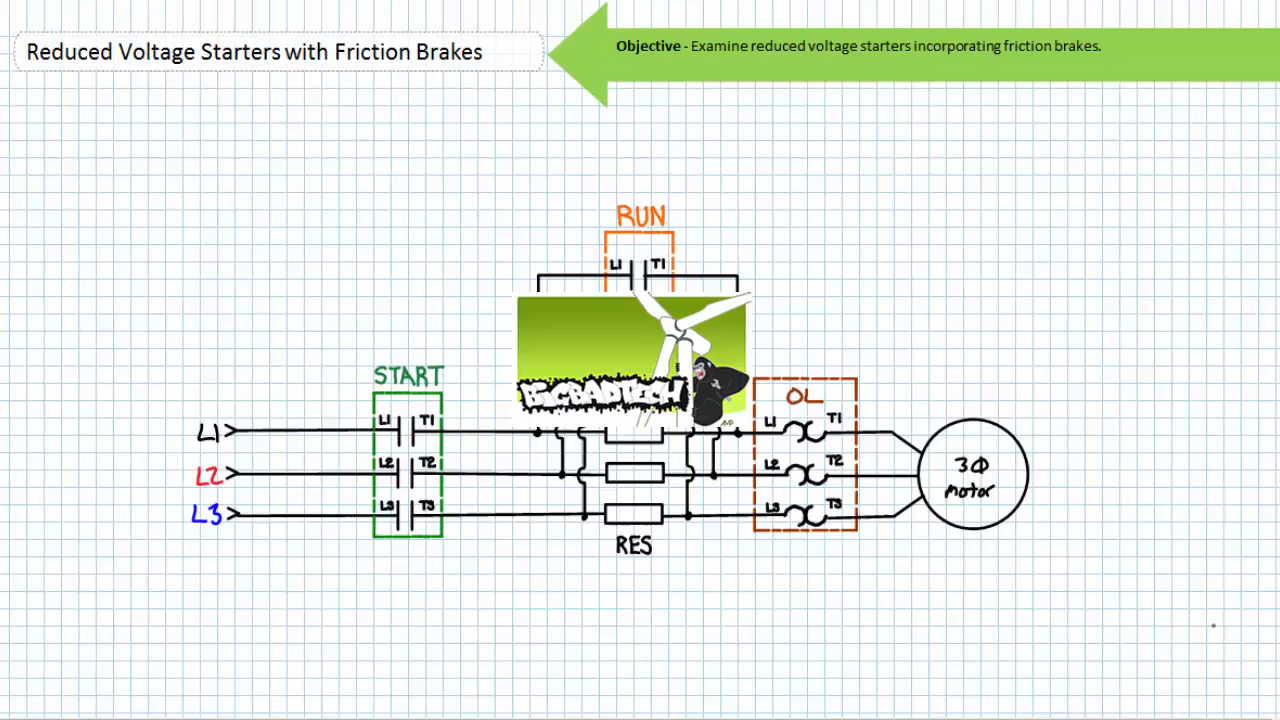 Reduced Voltage Starters with Friction Brakes
Objective - Examine reduced voltage starters incorporating friction brakes.
RUN
L1 T1
BIGBADTECH
START
OL
L1 L1 T1 L1 T1
L2 L2 T2 L2 T2
L3 L3 T3 L3 T3
3Φ
motor
RES